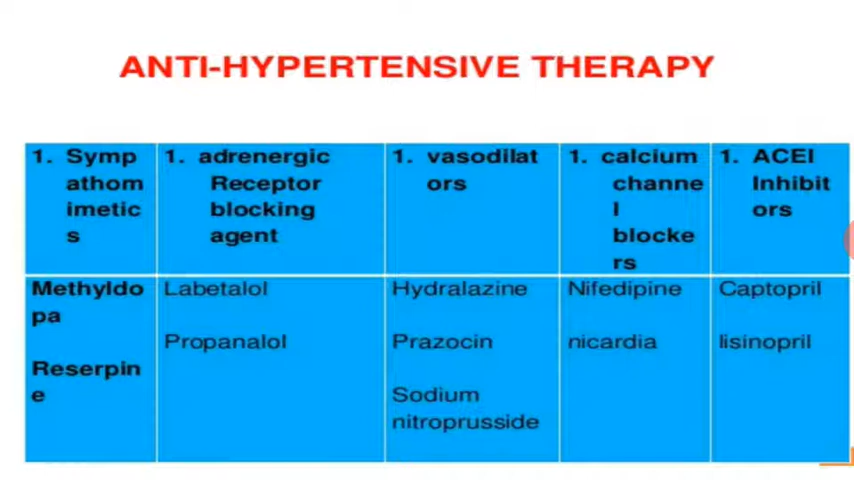 ANTI-HYPERTENSIVE THERAPY
1. Symp
athom
imetic
s
1. adrenergic
Receptor
blocking
agent
1. vasodilat
ors
1. calcium
channe
l
blocke
rs
1. ACEI
Inhibit
ors
Methyldo
pa
Reserpin
e
Labetalol
Propanalol
Hydralazine
Prazocin
Sodium
nitroprusside
Nifedipine
nicardia
Captopril
lisinopril